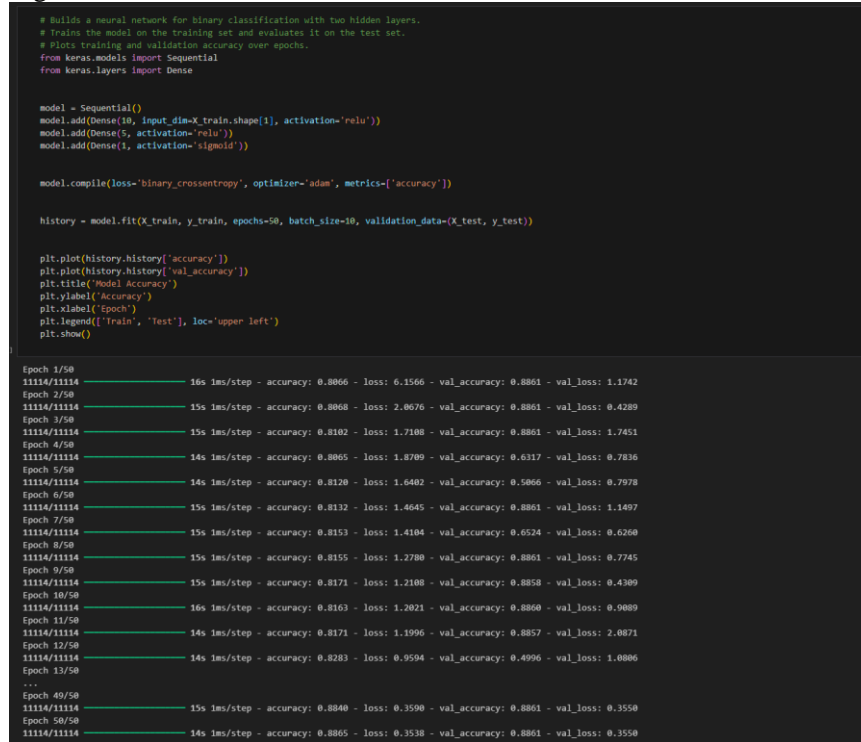 # Builds a neural network for binary classification with two hidden layers.
# Trains the model on the training set and evaluates it on the test set.
# Plots training and validation accuracy over epochs.
from keras.models import Sequential
from keras.layers import Dense
model = Sequential()
model.add(Dense(10, input_dim=X_train.shape[1], activation='relu'))
model.add(Dense(5, activation='relu'))
model.add(Dense(1, activation='sigmoid'))
model.compile(loss='binary_crossentropy', optimizer='adam', metrics=['accuracy'])
history = model.fit(X_train, y_train, epochs=50, batch_size=10, validation_data=(X_test, y_test))
plt.plot(history.history['accuracy'])
plt.plot(history.history['val_accuracy'])
plt.title('Model Accuracy')
plt.ylabel('Accuracy')
plt.xlabel('Epoch')
plt.legend(['Train', 'Test'], loc='upper left')
plt.show()
Epoch 1/50
11114/11114 16s 1ms/step - accuracy: 0.8066 - loss: 6.1566 - val_accuracy: 0.8861 - val_loss: 1.1742
Epoch 2/50
11114/11114 15s 1ms/step - accuracy: 0.8068 - loss: 2.0676 - val_accuracy: 0.8861 - val_loss: 0.4289
Epoch 3/50
11114/11114 15s 1ms/step - accuracy: 0.8102 - loss: 1.7108 - val_accuracy: 0.8861 - val_loss: 1.7451
Epoch 4/50
11114/11114 14s 1ms/step - accuracy: 0.8065 - loss: 1.8709 - val_accuracy: 0.6317 - val_loss: 0.7836
Epoch 5/50
11114/11114 14s 1ms/step - accuracy: 0.8120 - loss: 1.6402 - val_accuracy: 0.5066 - val_loss: 0.7978
Epoch 6/50
11114/11114 15s 1ms/step - accuracy: 0.8132 - loss: 1.4645 - val_accuracy: 0.8861 - val_loss: 1.1497
Epoch 7/50
11114/11114 15s 1ms/step - accuracy: 0.8153 - loss: 1.4104 - val_accuracy: 0.6524 - val_loss: 0.6260
Epoch 8/50
11114/11114 15s 1ms/step - accuracy: 0.8155 - loss: 1.2780 - val_accuracy: 0.8861 - val_loss: 0.7745
Epoch 9/50
11114/11114 15s 1ms/step - accuracy: 0.8171 - loss: 1.2108 - val_accuracy: 0.8858 - val_loss: 0.4309
Epoch 10/50
11114/11114 16s 1ms/step - accuracy: 0.8163 - loss: 1.2021 - val_accuracy: 0.8860 - val_loss: 0.9089
Epoch 11/50
11114/11114 14s 1ms/step - accuracy: 0.8171 - loss: 1.1996 - val_accuracy: 0.8857 - val_loss: 2.0871
Epoch 12/50
11114/11114 14s 1ms/step - accuracy: 0.8283 - loss: 0.9594 - val_accuracy: 0.4996 - val_loss: 1.0806
Epoch 13/50
...
Epoch 49/50
11114/11114 15s 1ms/step - accuracy: 0.8840 - loss: 0.3590 - val_accuracy: 0.8861 - val_loss: 0.3550
Epoch 50/50
11114/11114 14s 1ms/step - accuracy: 0.8865 - loss: 0.3538 - val_accuracy: 0.8861 - val_loss: 0.3550